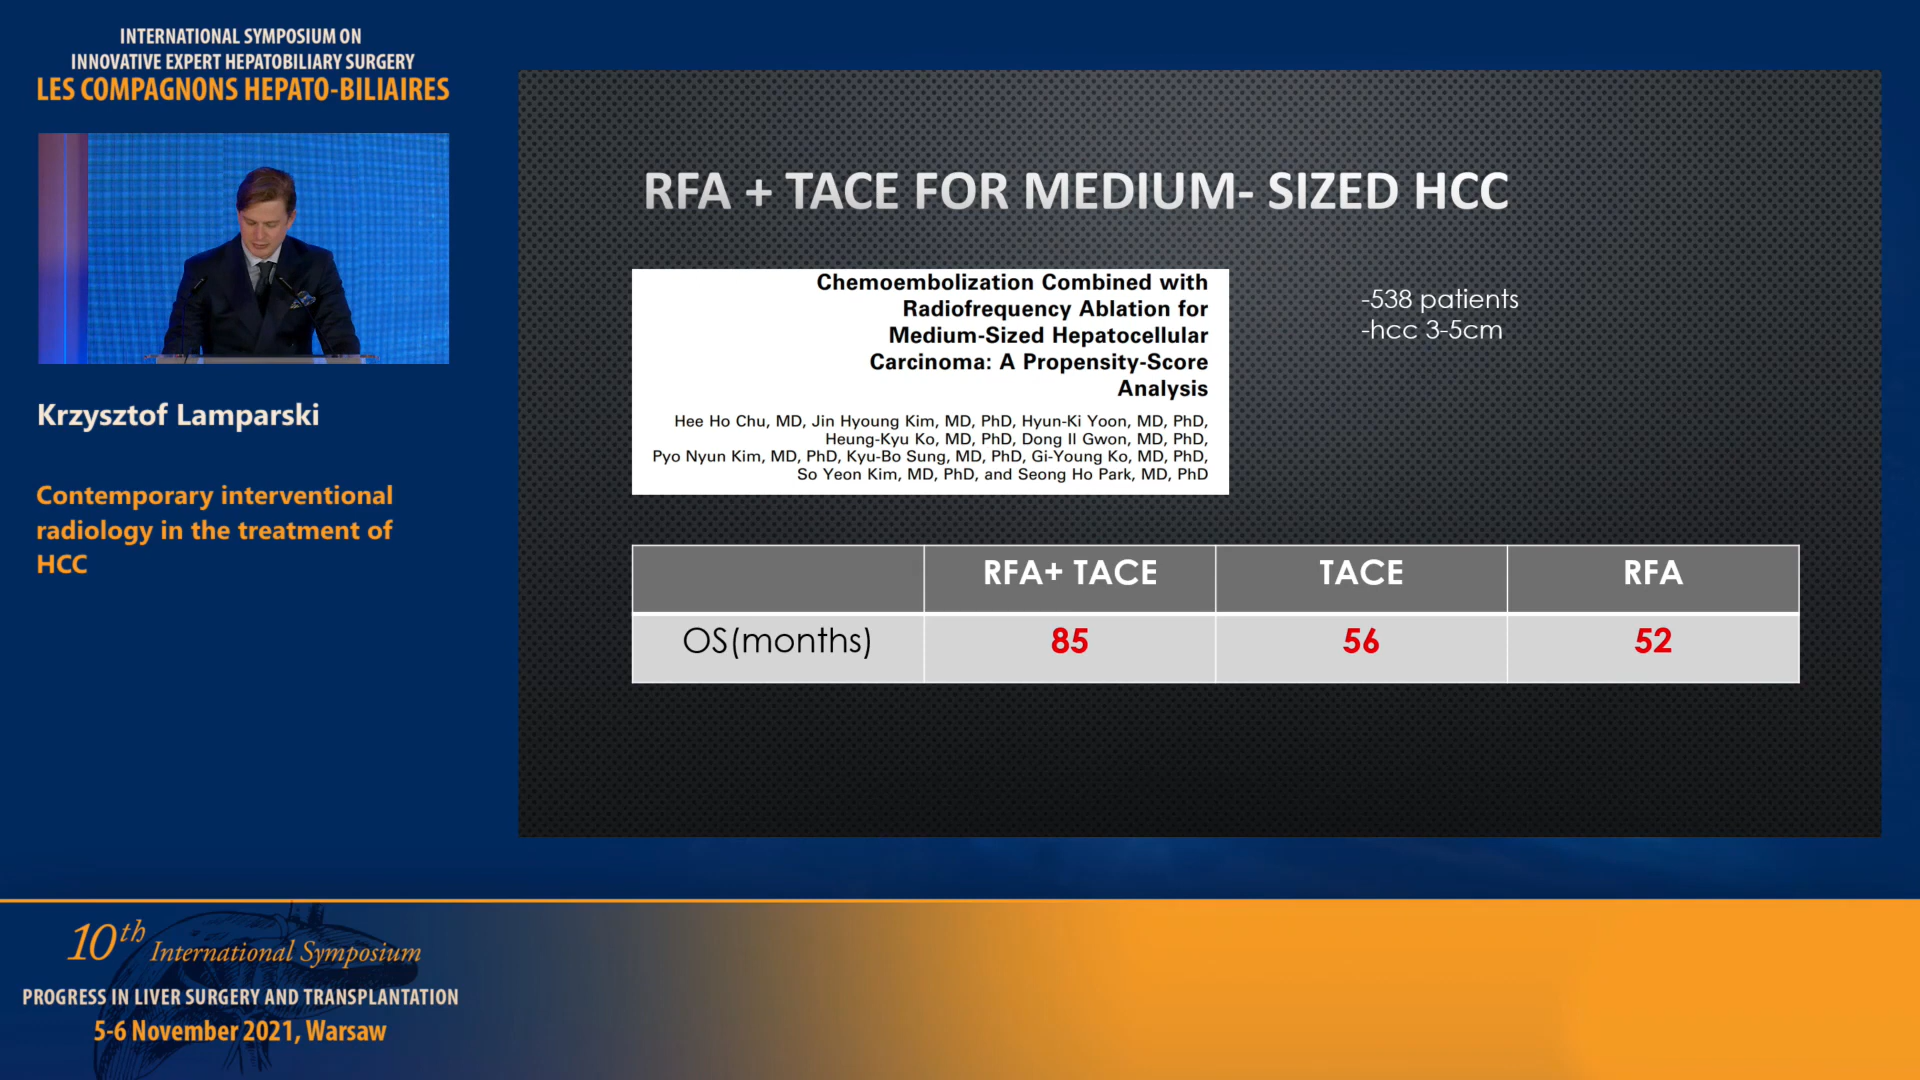 INTERNATIONAL SYMPOSIUM ON
INNOVATIVE EXPERT HEPATOBILIARY SURGERY
LES COMPAGNONS HEPATO-BILIAIRES
Krzysztof Lamparski
Contemporary interventional
radiology in the treatment of
HCC
RFA + TACE FOR MEDIUM- SIZED HCC
Chemoembolization Combined with
Radiofrequency Ablation for
Medium-Sized Hepatocellular
Carcinoma: A Propensity-Score
Analysis
Hee Ho Chu, MD, Jin Hyoung Kim, MD, PhD, Hyun-Ki Yoon, MD, PhD,
Heung-Kyu Ko, MD, PhD, Dong Il Gwon, MD, PhD,
Pyo Nyun Kim, MD, PhD, Kyu-Bo Sung, MD, PhD, Gi-Young Ko, MD, PhD,
So Yeon Kim, MD, PhD, and Seong Ho Park, MD, PhD
-538 patients
-hcc 3-5cm
RFA+ TACE TACE RFA
OS(months) 85 56 52
10th International Symposium
PROGRESS IN LIVER SURGERY AND TRANSPLANTATION
5-6 November 2021, Warsaw